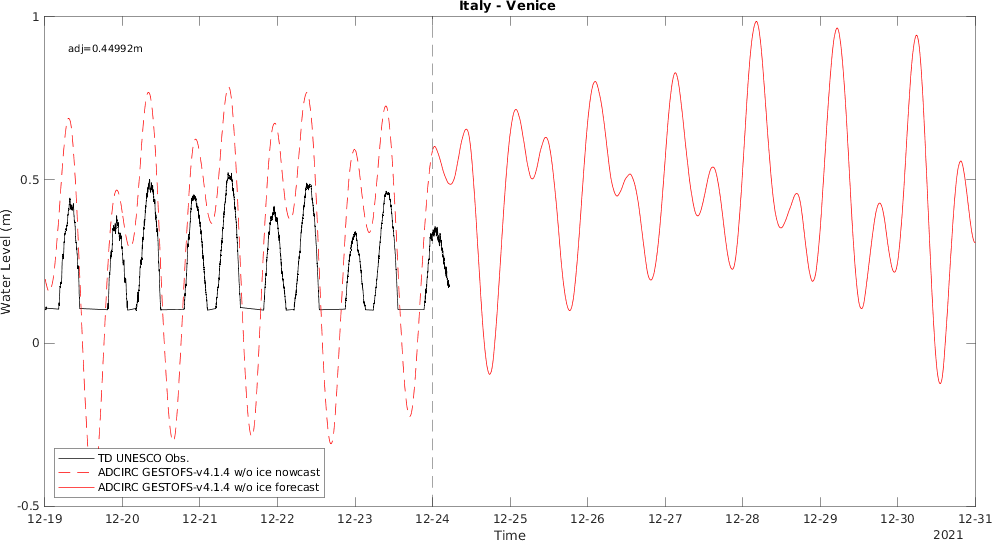 Italy - Venice
adj=0.44992m
1
0.5
0
-0.5
Water Level (m)
TD UNESCO Obs.
ADCIRC GESTOFS-v4.1.4 w/o ice nowcast
ADCIRC GESTOFS-v4.1.4 w/o ice forecast
12-19 12-20 12-21 12-22 12-23 12-24 12-25 12-26 12-27 12-28 12-29 12-30 12-31
Time
2021